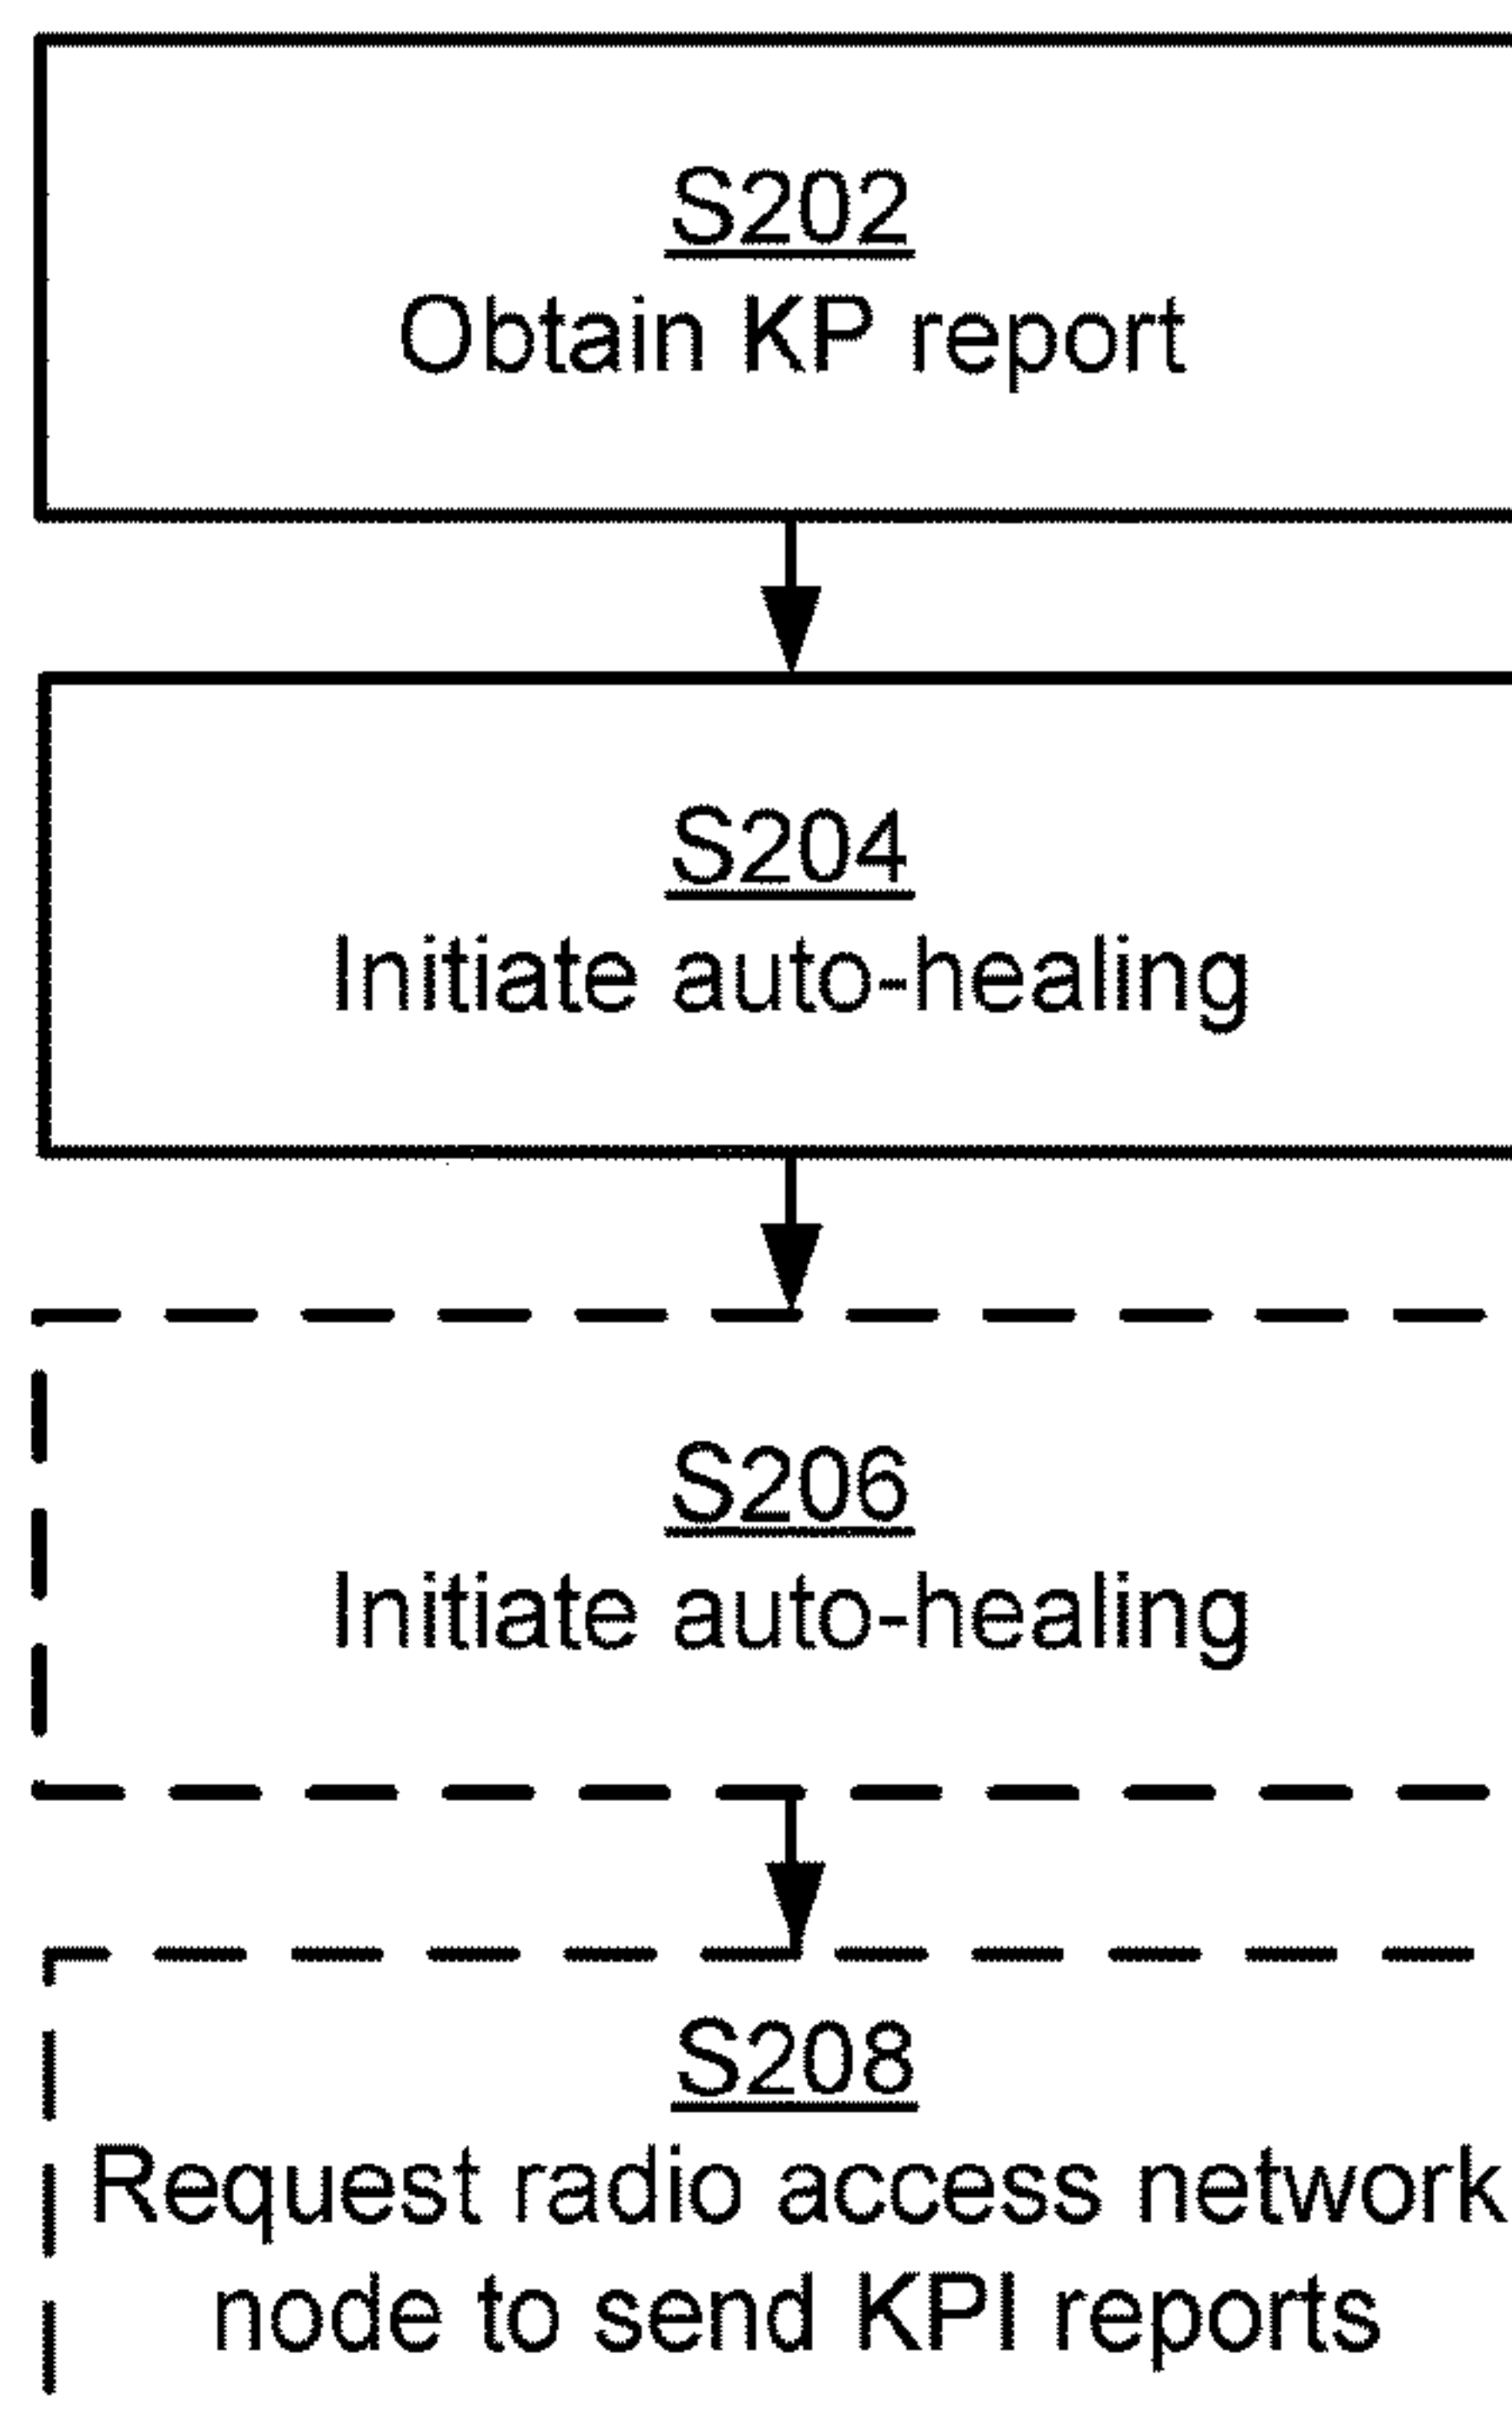 S202
Obtain KP report
S204
Initiate auto-healing
S206
Initiate auto-healing
S208
Request radio access network
node to send KPI reports